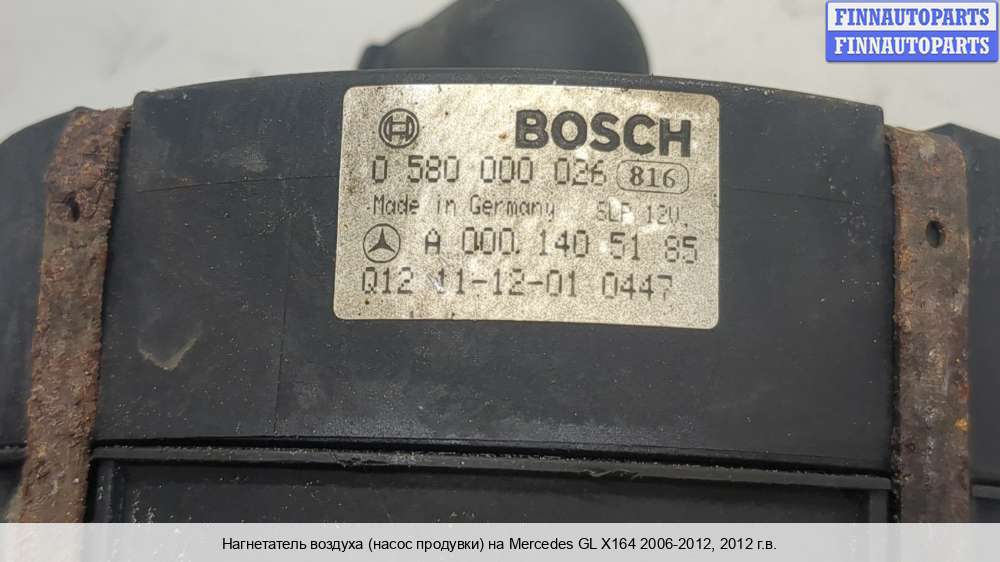 FINNAUTOPARTS
FINNAUTOPARTS
BOSCH
0 580 000 026 816
Made in Germany SLP 12V
A 000 140 51 85
Q12 11-12-01 0447
Нагнетатель воздуха (насос продувки) на Mercedes GL X164 2006-2012, 2012 г.в.